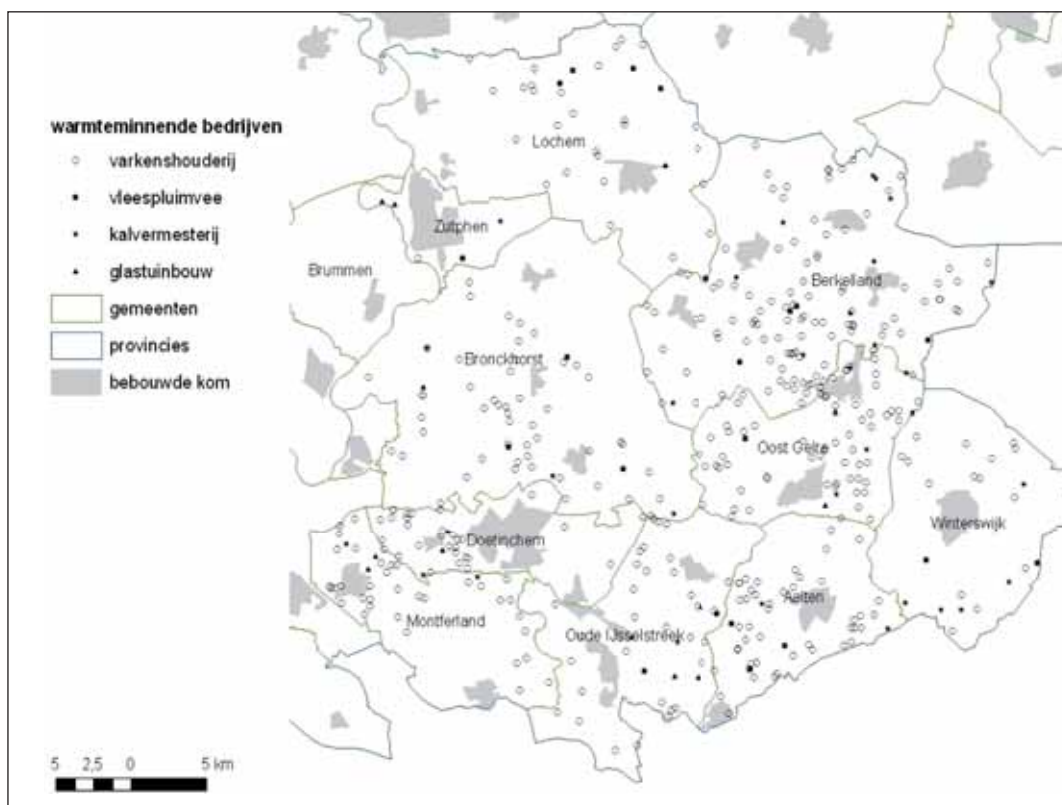 warmteminnende bedrijven
varkenshouderij
vleespluimvee
kalvermesterij
glastuinbouw
gemeenten
provincies
bebouwde kom
Lochem
Zutphen
Brummen
Berkelland
Bronckhorst
Oost Gelre
Winterswijk
Doetinchem
Aalten
Montferland
Oude IJsselstreek
5 2,5 0 5 km